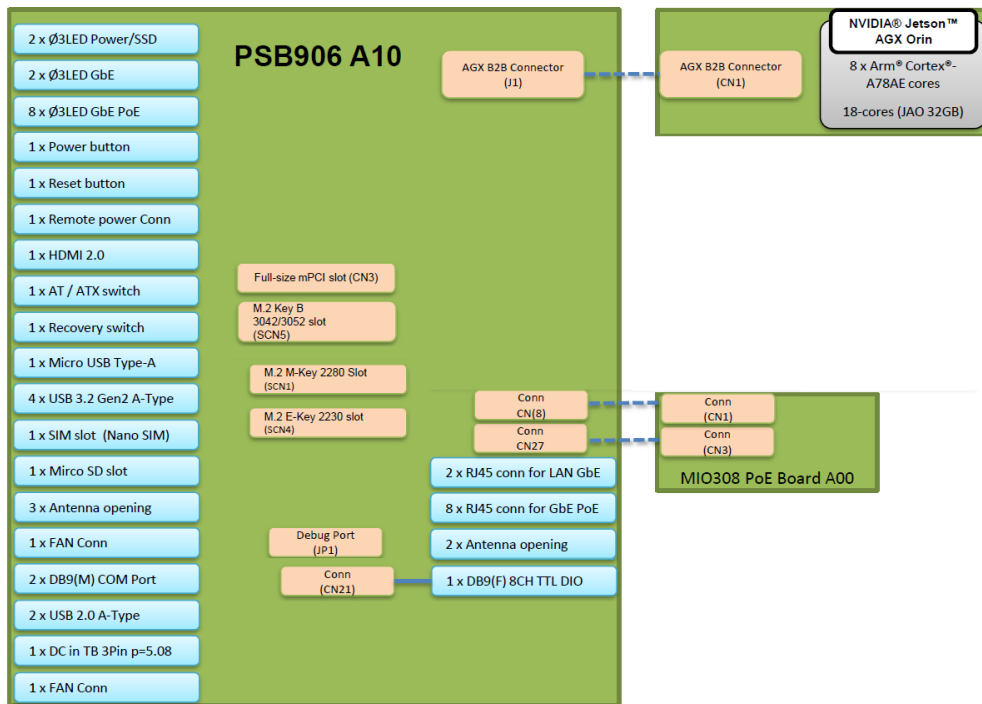 2 x Ø3LED Power/SSD
2 x Ø3LED GbE
8 x Ø3LED GbE PoE
1 x Power button
1 x Reset button
1 x Remote power Conn
1 x HDMI 2.0
1 x AT / ATX switch
1 x Recovery switch
1 x Micro USB Type-A
4 x USB 3.2 Gen2 A-Type
1 x SIM slot (Nano SIM)
1 x Mirco SD slot
3 x Antenna opening
1 x FAN Conn
2 x DB9(M) COM Port
2 x USB 2.0 A-Type
1 x DC in TB 3Pin p=5.08
1 x FAN Conn
PSB906 A10
AGX B2B Connector
(J1)
Full-size mPCI slot (CN3)
M.2 Key B
3042/3052 slot
(SCN5)
M.2 M-Key 2280 Slot
(SCN1)
M.2 E-Key 2230 slot
(SCN4)
Conn
CN(8)
Conn
CN27
2 x RJ45 conn for LAN GbE
8 x RJ45 conn for GbE PoE
2 x Antenna opening
1 x DB9(F) 8CH TTL DIO
Debug Port
(JP1)
Conn
(CN21)
AGX B2B Connector
(CN1)
NVIDIA® Jetson™
AGX Orin
8 x Arm® Cortex®-
A78AE cores
18-cores (JAO 32GB)
Conn
(CN1)
Conn
(CN3)
MIO308 PoE Board A00